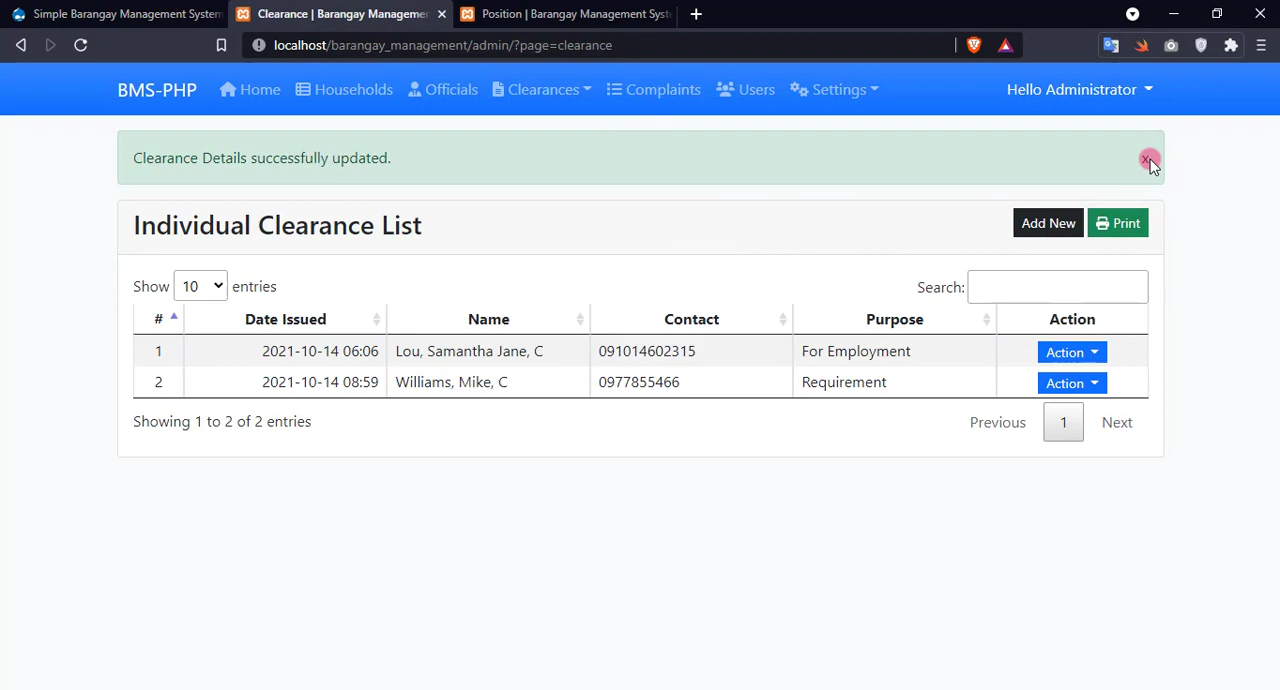 Simple Barangay Management System
Clearance | Barangay Managemen
Position | Barangay Management Syst
localhost/barangay_management/admin/?page=clearance
BMS-PHP Home Households Officials Clearances Complaints Users Settings Hello Administrator
Clearance Details successfully updated.
x
Individual Clearance List
Add New Print
Show 10 entries Search:
# Date Issued Name Contact Purpose Action
1 2021-10-14 06:06 Lou, Samantha Jane, C 091014602315 For Employment Action
2 2021-10-14 08:59 Williams, Mike, C 0977855466 Requirement Action
Showing 1 to 2 of 2 entries Previous 1 Next